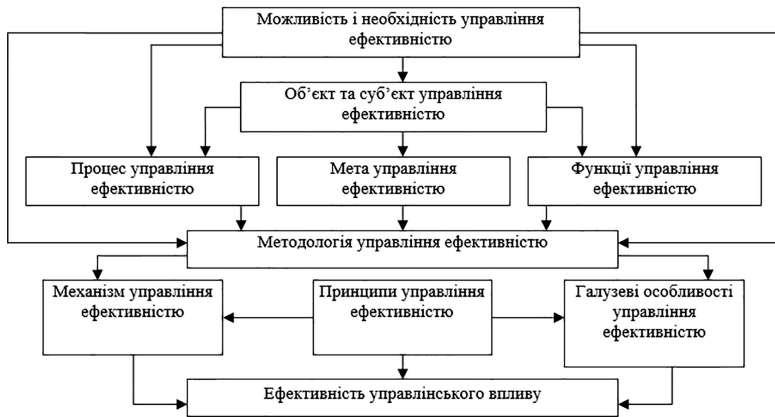 Можливість і необхідність управління
ефективністю
Об’єкт та суб’єкт управління
ефективністю
Процес управління
ефективністю
Мета управління
ефективністю
Функції управління
ефективністю
Методологія управління ефективністю
Механізм управління
ефективністю
Принципи управління
ефективністю
Галузеві особливості
управління
ефективністю
Ефективність управлінського впливу